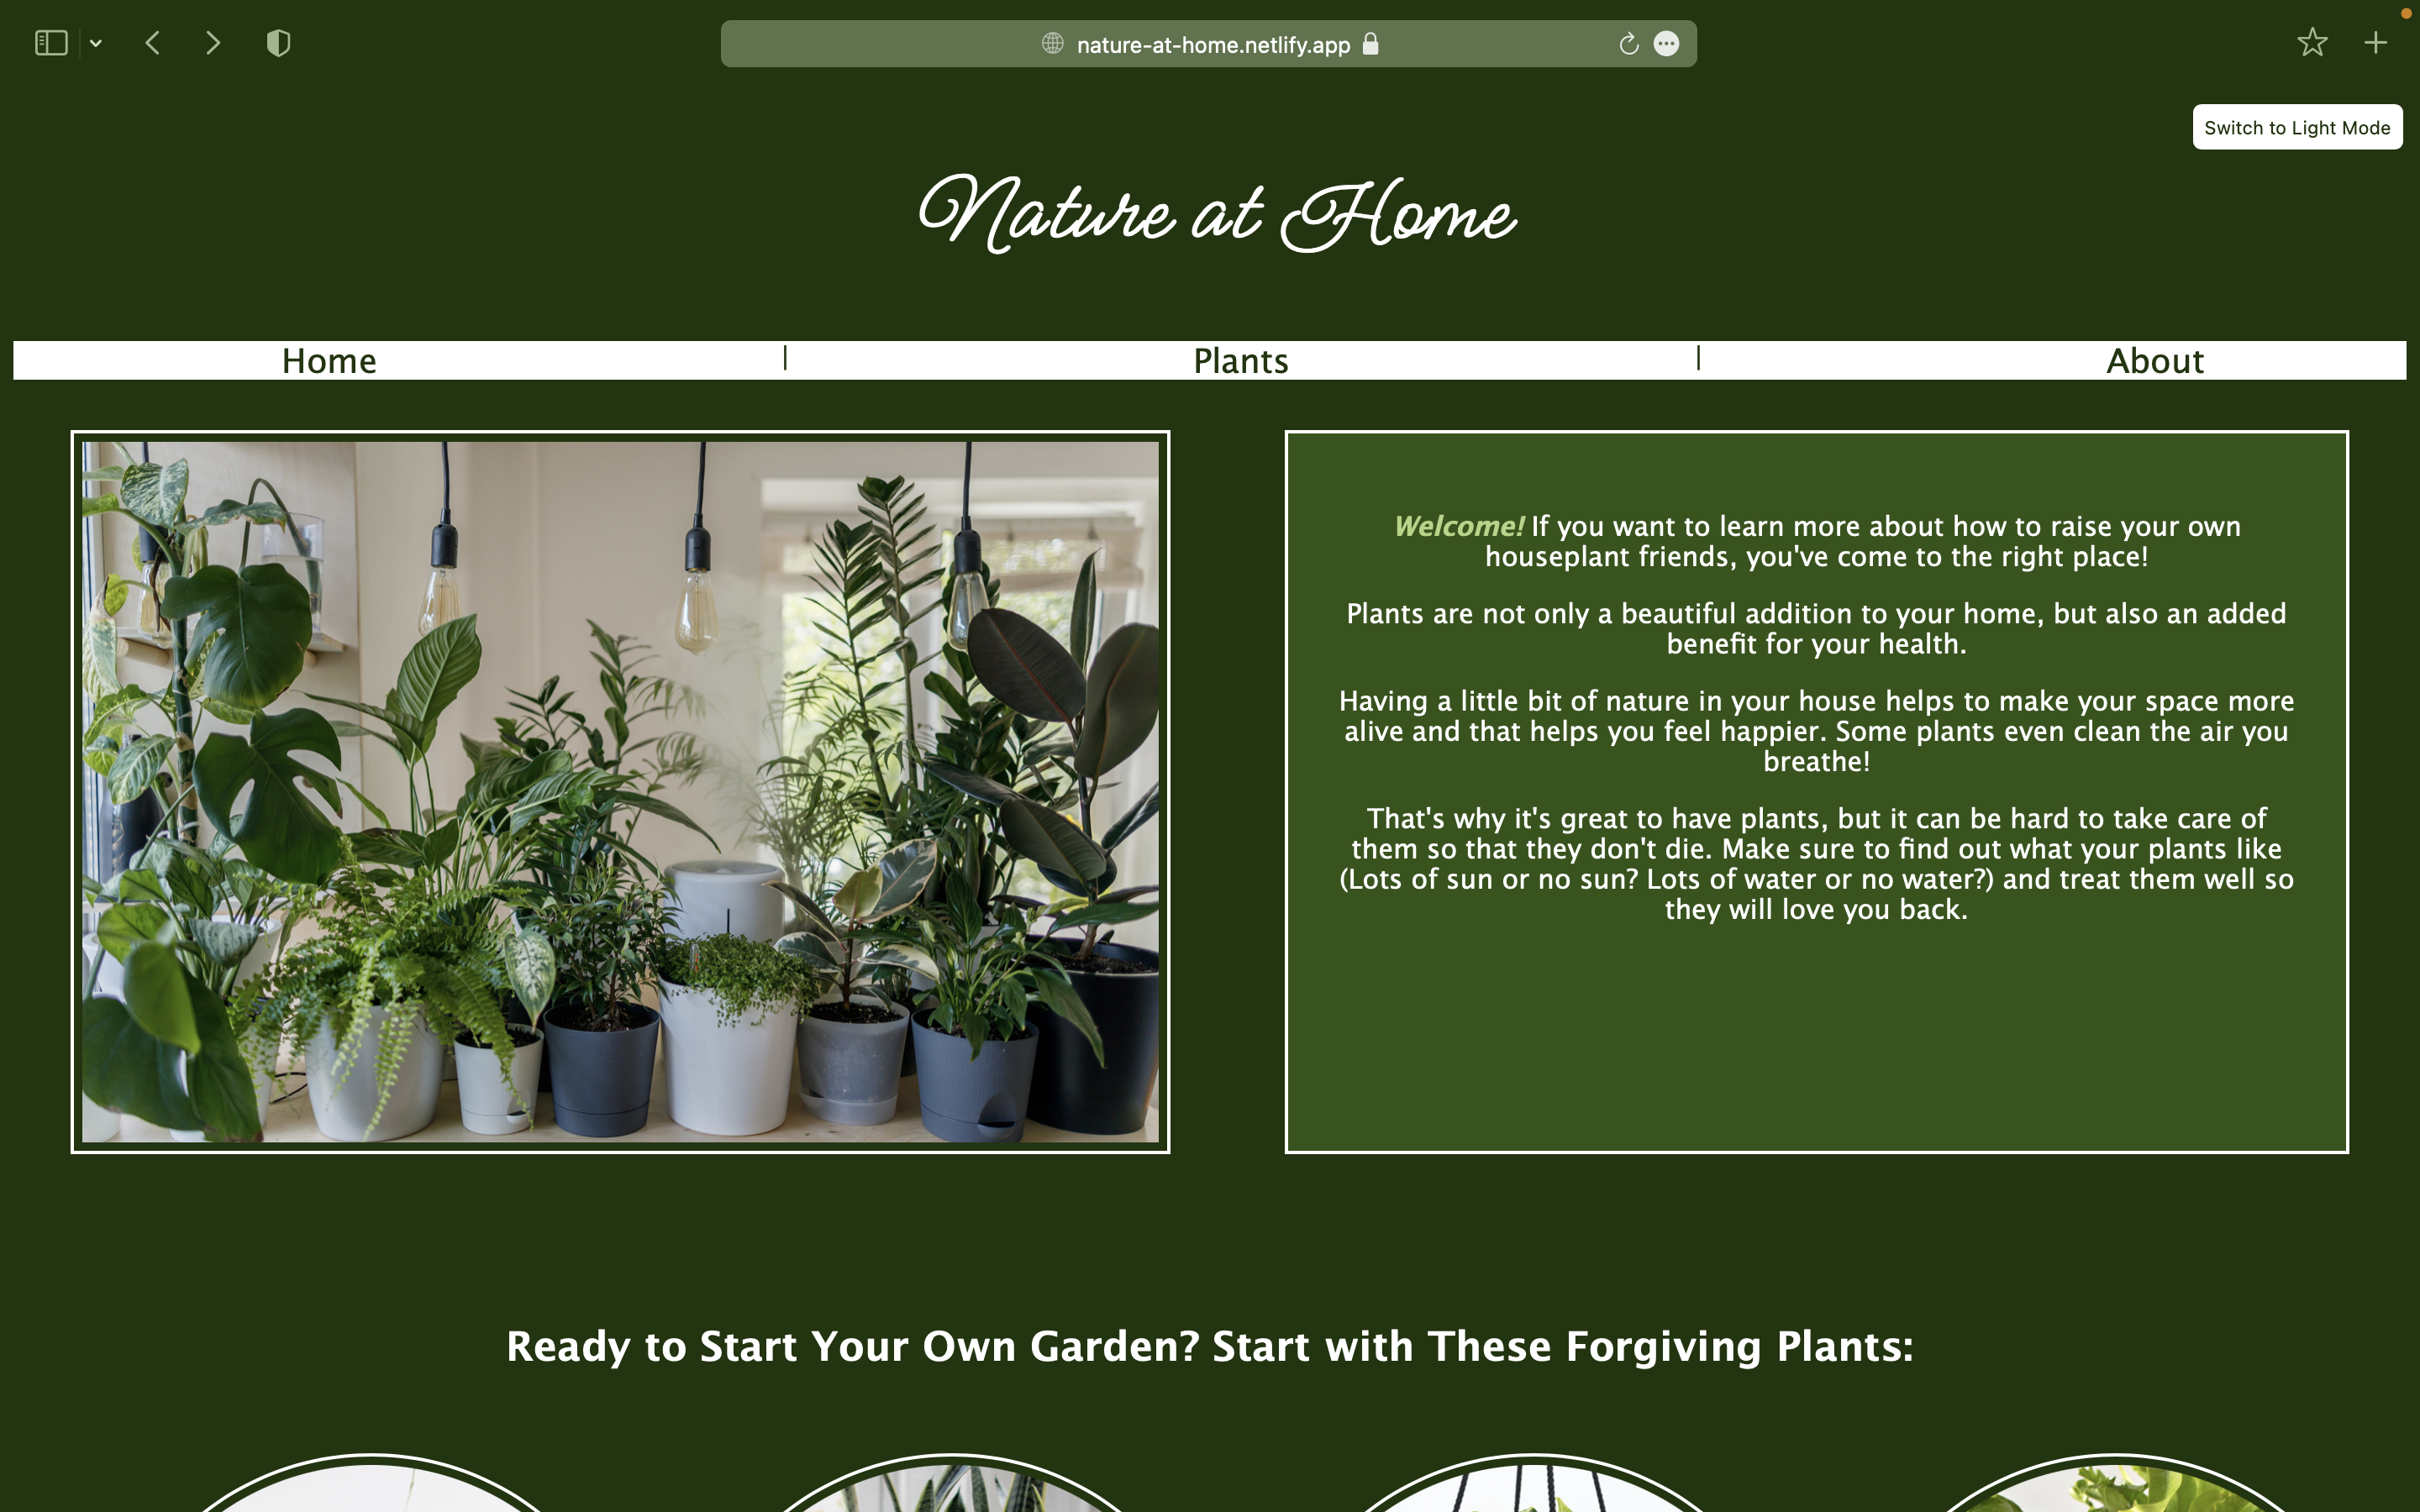 nature-at-home.netlify.app
Switch to Light Mode
Nature at Home
Home | Plants | About
Welcome! If you want to learn more about how to raise your own
houseplant friends, you've come to the right place!
Plants are not only a beautiful addition to your home, but also an added
benefit for your health.
Having a little bit of nature in your house helps to make your space more
alive and that helps you feel happier. Some plants even clean the air you
breathe!
That's why it's great to have plants, but it can be hard to take care of
them so that they don't die. Make sure to find out what your plants like
(Lots of sun or no sun? Lots of water or no water?) and treat them well so
they will love you back.
Ready to Start Your Own Garden? Start with These Forgiving Plants: